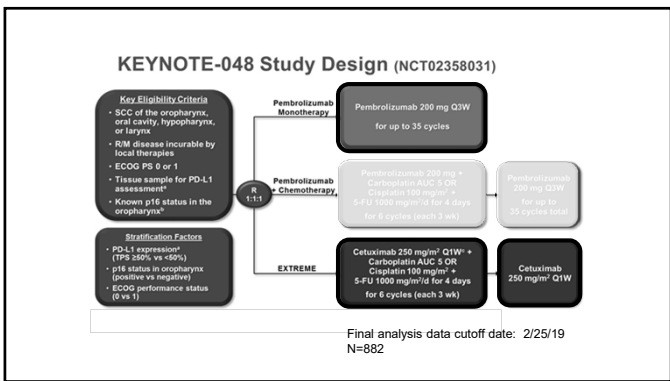 KEYNOTE-048 Study Design (NCT02358031)
Key Eligibility Criteria
• SCC of the oropharynx,
oral cavity, hypopharynx,
or larynx
• R/M disease incurable by
local therapies
• ECOG PS 0 or 1
• Tissue sample for PD-L1
assessmentᵃ
• Known p16 status in the
oropharynxᵇ
Stratification Factors
• PD-L1 expressionᵃ
(TPS ≥50% vs <50%)
• p16 status in oropharynx
(positive vs negative)
• ECOG performance status
(0 vs 1)
R
1:1:1
Pembrolizumab
Monotherapy
Pembrolizumab 200 mg Q3W
for up to 35 cycles
Pembrolizumab
+ Chemotherapy
Pembrolizumab 200 mg +
Carboplatin AUC 5 OR
Cisplatin 100 mg/m² +
5-FU 1000 mg/m²/d for 4 days
for 6 cycles (each 3 wk)
Pembrolizumab
200 mg Q3W
for up to
35 cycles total
EXTREME
Cetuximab 250 mg/m² Q1Wᶜ +
Carboplatin AUC 5 OR
Cisplatin 100 mg/m² +
5-FU 1000 mg/m²/d for 4 days
for 6 cycles (each 3 wk)
Cetuximab
250 mg/m² Q1W
Final analysis data cutoff date: 2/25/19
N=882